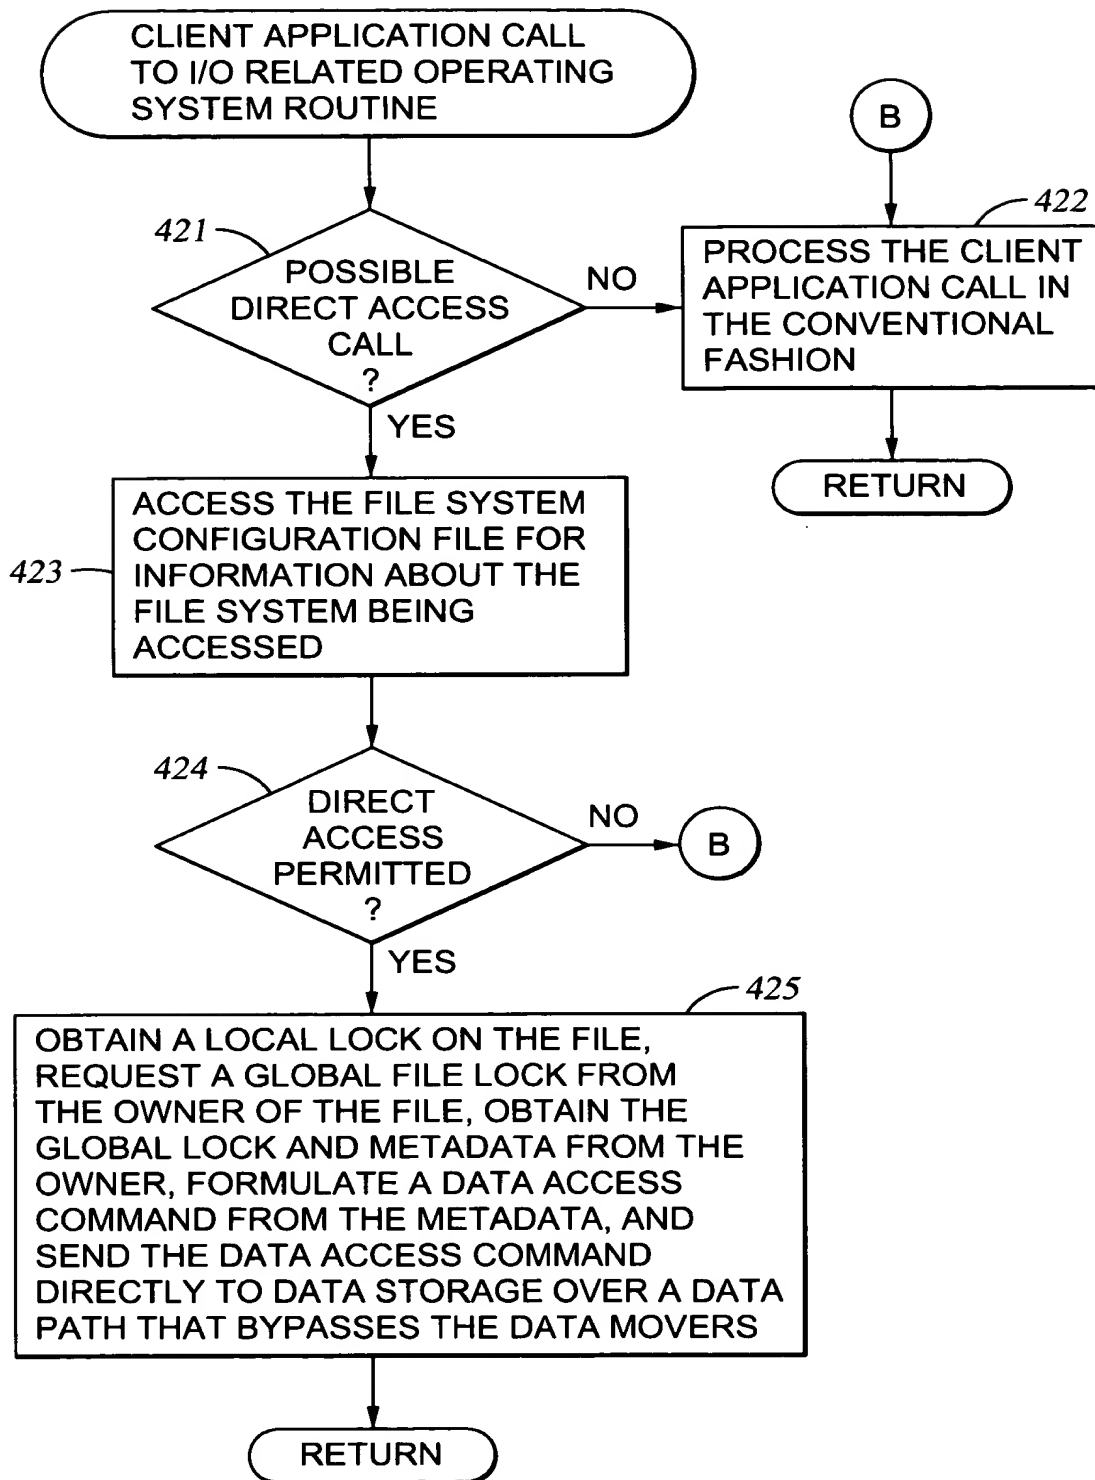 CLIENT APPLICATION CALL
TO I/O RELATED OPERATING
SYSTEM ROUTINE
B
421
POSSIBLE
DIRECT ACCESS
CALL
?
NO
YES
422
PROCESS THE CLIENT
APPLICATION CALL IN
THE CONVENTIONAL
FASHION
RETURN
423
ACCESS THE FILE SYSTEM
CONFIGURATION FILE FOR
INFORMATION ABOUT THE
FILE SYSTEM BEING
ACCESSED
424
DIRECT
ACCESS
PERMITTED
?
NO
B
YES
425
OBTAIN A LOCAL LOCK ON THE FILE,
REQUEST A GLOBAL FILE LOCK FROM
THE OWNER OF THE FILE, OBTAIN THE
GLOBAL LOCK AND METADATA FROM THE
OWNER, FORMULATE A DATA ACCESS
COMMAND FROM THE METADATA, AND
SEND THE DATA ACCESS COMMAND
DIRECTLY TO DATA STORAGE OVER A DATA
PATH THAT BYPASSES THE DATA MOVERS
RETURN